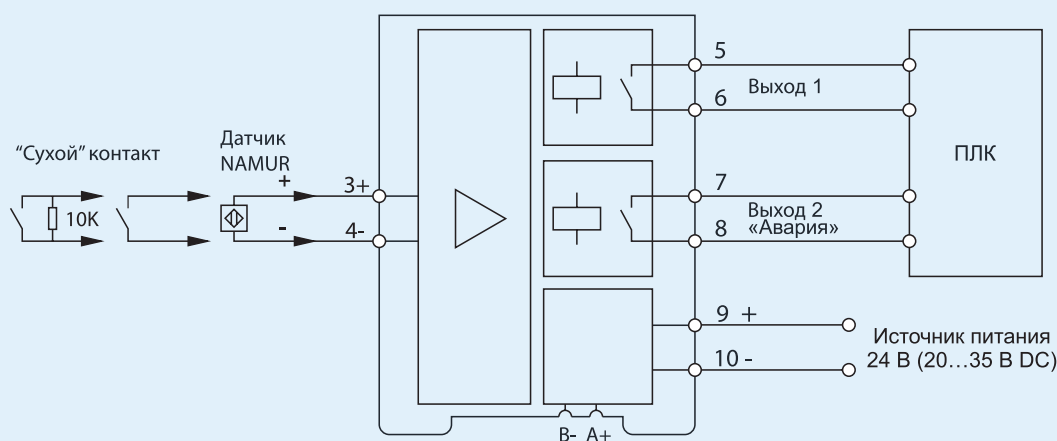 5
Выход 1
6
ПЛК
"Сухой" контакт
Датчик
NAMUR
+
3+
10K
-
4-
7
Выход 2
«Авария»
8
9 +
Источник питания
24 В (20...35 В DC)
10 -
B- A+